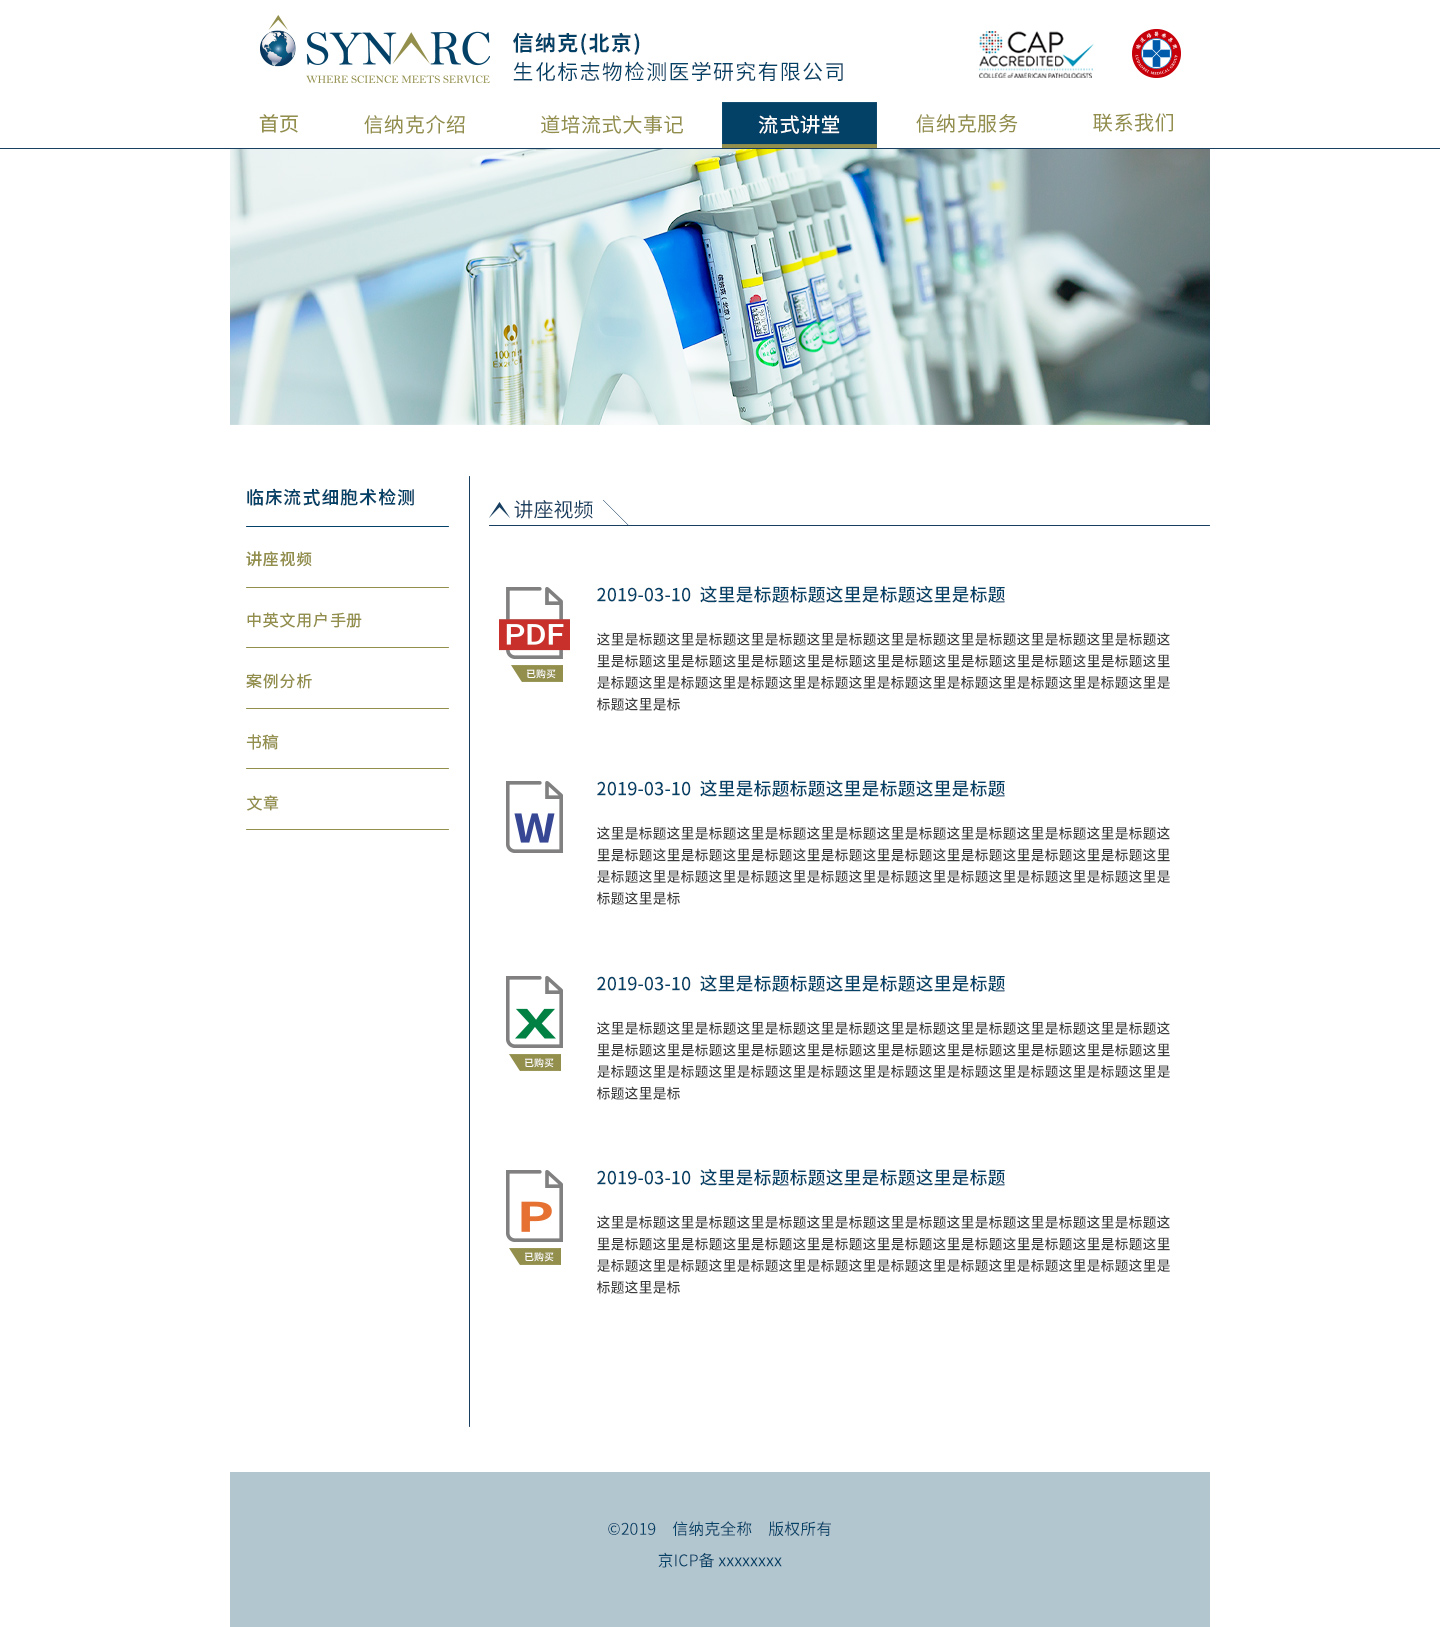 SYNARC
WHERE SCIENCE MEETS SERVICE
信纳克(北京)
生化标志物检测医学研究有限公司
CAP
ACCREDITED
COLLEGE of AMERICAN PATHOLOGISTS
首页 信纳克介绍 道培流式大事记 流式讲堂 信纳克服务 联系我们
临床流式细胞术检测
讲座视频
中英文用户手册
案例分析
书稿
文章
讲座视频
PDF
已购买
2019-03-10 这里是标题标题这里是标题这里是标题
这里是标题这里是标题这里是标题这里是标题这里是标题这里是标题这里是标题这里是标题这
里是标题这里是标题这里是标题这里是标题这里是标题这里是标题这里是标题这里是标题这里
是标题这里是标题这里是标题这里是标题这里是标题这里是标题这里是标题这里是标题这里是
标题这里是标
W
2019-03-10 这里是标题标题这里是标题这里是标题
这里是标题这里是标题这里是标题这里是标题这里是标题这里是标题这里是标题这里是标题这
里是标题这里是标题这里是标题这里是标题这里是标题这里是标题这里是标题这里是标题这里
是标题这里是标题这里是标题这里是标题这里是标题这里是标题这里是标题这里是标题这里是
标题这里是标
X
已购买
2019-03-10 这里是标题标题这里是标题这里是标题
这里是标题这里是标题这里是标题这里是标题这里是标题这里是标题这里是标题这里是标题这
里是标题这里是标题这里是标题这里是标题这里是标题这里是标题这里是标题这里是标题这里
是标题这里是标题这里是标题这里是标题这里是标题这里是标题这里是标题这里是标题这里是
标题这里是标
P
已购买
2019-03-10 这里是标题标题这里是标题这里是标题
这里是标题这里是标题这里是标题这里是标题这里是标题这里是标题这里是标题这里是标题这
里是标题这里是标题这里是标题这里是标题这里是标题这里是标题这里是标题这里是标题这里
是标题这里是标题这里是标题这里是标题这里是标题这里是标题这里是标题这里是标题这里是
标题这里是标
©2019 信纳克全称 版权所有
京ICP备 xxxxxxxx